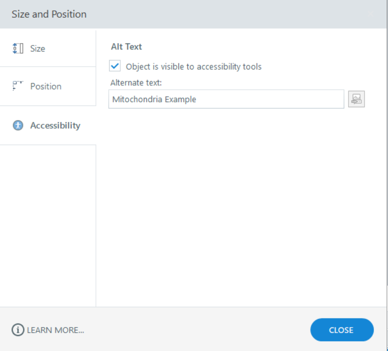 Size and Position
Size
Position
Accessibility
Alt Text
Object is visible to accessibility tools
Alternate text:
Mitochondria Example
LEARN MORE...
CLOSE